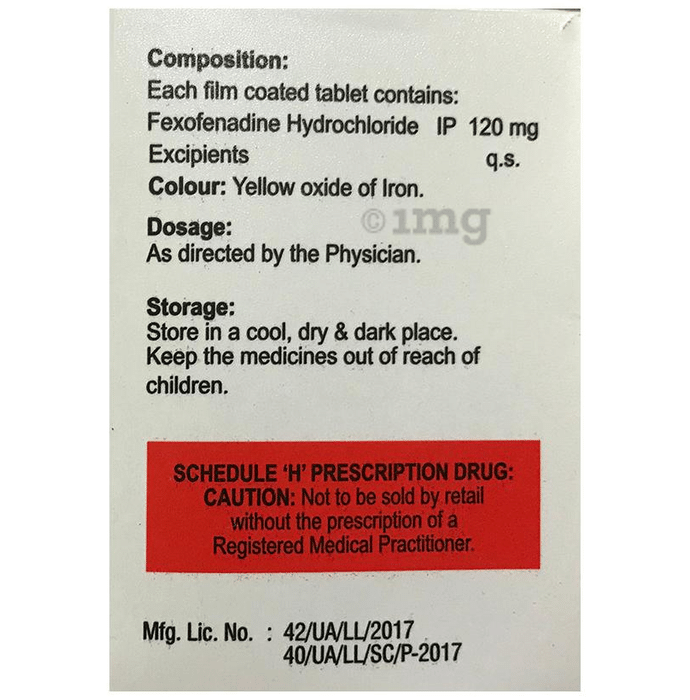 Composition:
Each film coated tablet contains:
Fexofenadine Hydrochloride IP 120 mg
Excipients q.s.
Colour: Yellow oxide of Iron.
©1mg
Dosage:
As directed by the Physician.
Storage:
Store in a cool, dry & dark place.
Keep the medicines out of reach of
children.
SCHEDULE 'H' PRESCRIPTION DRUG:
CAUTION: Not to be sold by retail
without the prescription of a
Registered Medical Practitioner.
Mfg. Lic. No. : 42/UA/LL/2017
40/UA/LL/SC/P-2017